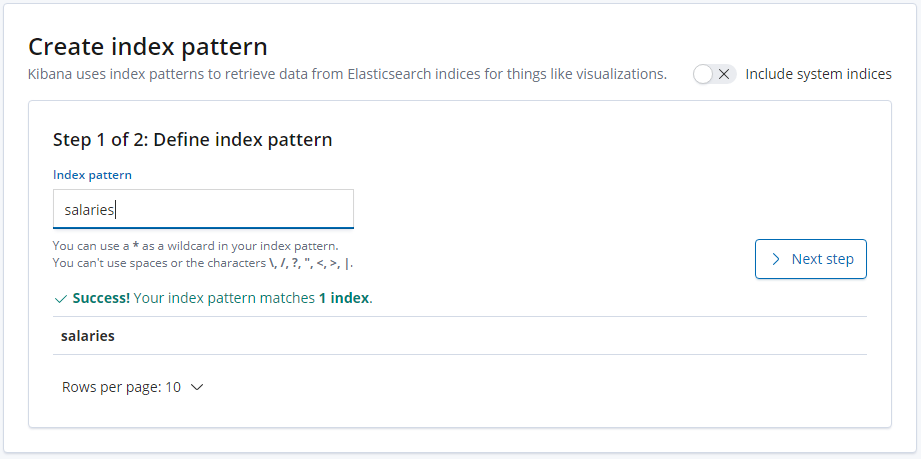 Create index pattern
Kibana uses index patterns to retrieve data from Elasticsearch indices for things like visualizations.
Include system indices
Step 1 of 2: Define index pattern
Index pattern
salaries
You can use a * as a wildcard in your index pattern.
You can't use spaces or the characters \, /, ?, ", <, >, |.
Next step
Success! Your index pattern matches 1 index.
salaries
Rows per page: 10